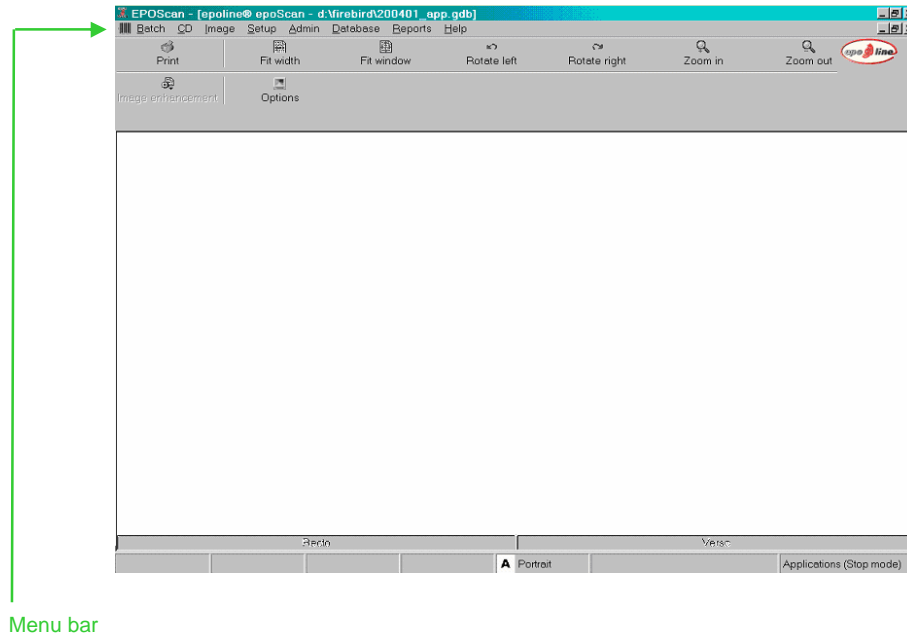 EPOScan - [epoline® epoScan - d:\firebird\200401_app.gdb]
Batch CD Image Setup Admin Database Reports Help
Print Fit width Fit window Rotate left Rotate right Zoom in Zoom out epoline
Image enhancement Options
Recto Verso
A Portrait Applications (Stop mode)
Menu bar